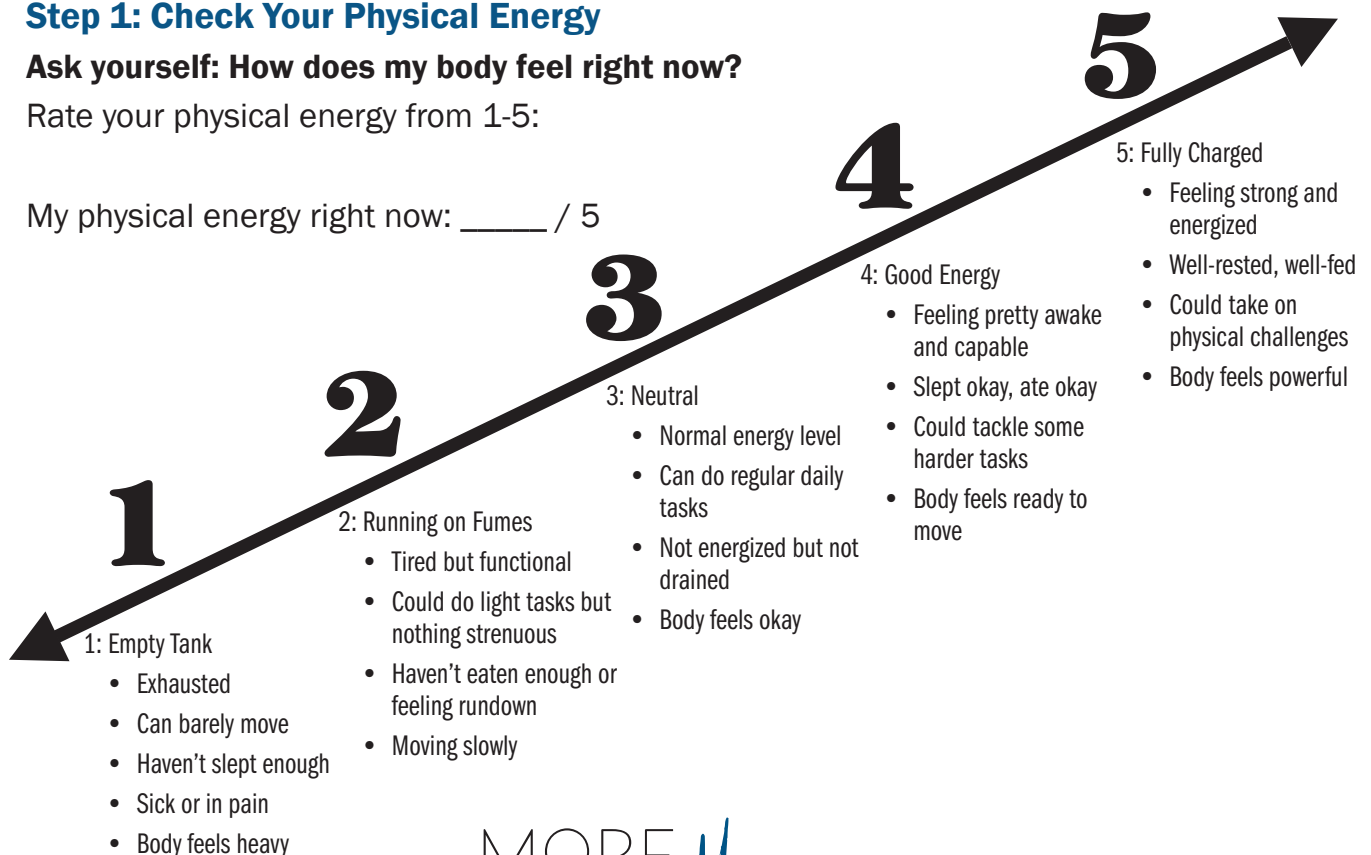 Step 1: Check Your Physical Energy
Ask yourself: How does my body feel right now?
Rate your physical energy from 1-5:
My physical energy right now: _____ / 5
1
1: Empty Tank
• Exhausted
• Can barely move
• Haven't slept enough
• Sick or in pain
• Body feels heavy
2
2: Running on Fumes
• Tired but functional
• Could do light tasks but
nothing strenuous
• Haven't eaten enough or
feeling rundown
• Moving slowly
3
3: Neutral
• Normal energy level
• Can do regular daily
tasks
• Not energized but not
drained
• Body feels okay
4
4: Good Energy
• Feeling pretty awake
and capable
• Slept okay, ate okay
• Could tackle some
harder tasks
• Body feels ready to
move
5
5: Fully Charged
• Feeling strong and
energized
• Well-rested, well-fed
• Could take on
physical challenges
• Body feels powerful
MORE